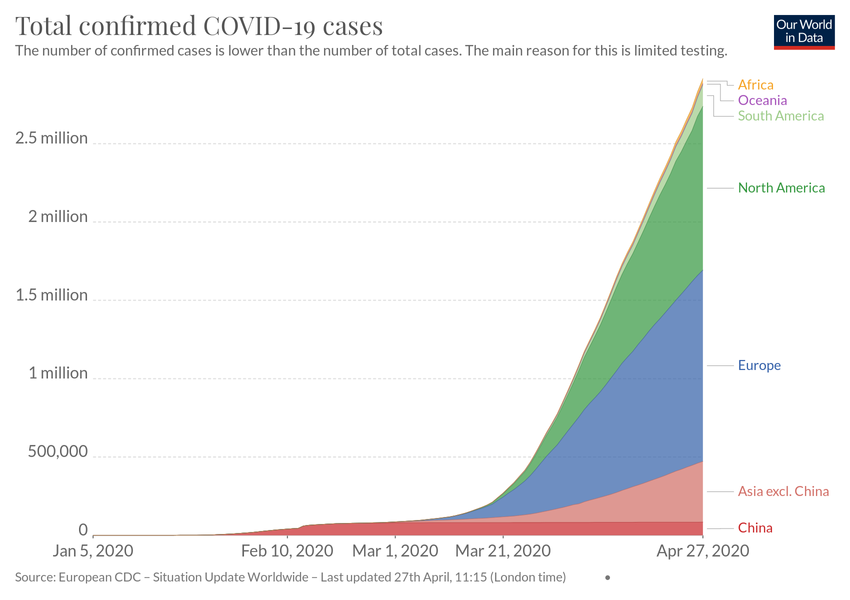 Total confirmed COVID-19 cases
The number of confirmed cases is lower than the number of total cases. The main reason for this is limited testing.
Our World
in Data
Africa
Oceania
South America
2.5 million
North America
2 million
1.5 million
1 million
Europe
500,000
Asia excl. China
0
China
Jan 5, 2020
Feb 10, 2020
Mar 1, 2020
Mar 21, 2020
Apr 27, 2020
Source: European CDC – Situation Update Worldwide – Last updated 27th April, 11:15 (London time)